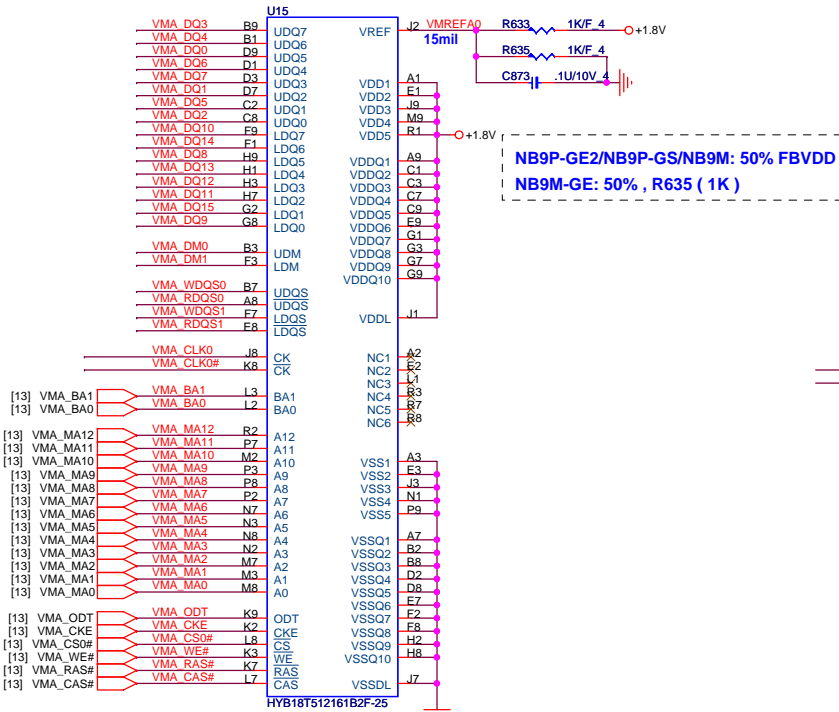 U15
VMA_DQ3 B9 UDQ7
VMA_DQ4 B1 UDQ6
VMA_DQ0 D9 UDQ5
VMA_DQ6 D1 UDQ4
VMA_DQ7 D3 UDQ3
VMA_DQ1 D7 UDQ2
VMA_DQ5 C2 UDQ1
VMA_DQ2 C8 UDQ0
VMA_DQ10 F9 LDQ7
VMA_DQ14 F1 LDQ6
VMA_DQ8 H9 LDQ5
VMA_DQ13 H1 LDQ4
VMA_DQ12 H3 LDQ3
VMA_DQ11 H7 LDQ2
VMA_DQ15 G2 LDQ1
VMA_DQ9 G8 LDQ0
VMA_DM0 B3 UDM
VMA_DM1 F3 LDM
VMA_WDQS0 B7 UDQS
VMA_RDQS0 A8 UDQS
VMA_WDQS1 F7 LDQS
VMA_RDQS1 E8 LDQS
VMA_CLK0 J8 CK
VMA_CLK0# K8 CK
[13] VMA_BA1 VMA_BA1 L3 BA1
[13] VMA_BA0 VMA_BA0 L2 BA0
[13] VMA_MA12 VMA_MA12 R2 A12
[13] VMA_MA11 VMA_MA11 P7 A11
[13] VMA_MA10 VMA_MA10 M2 A10
[13] VMA_MA9 VMA_MA9 P3 A9
[13] VMA_MA8 VMA_MA8 P8 A8
[13] VMA_MA7 VMA_MA7 P2 A7
[13] VMA_MA6 VMA_MA6 N7 A6
[13] VMA_MA5 VMA_MA5 N3 A5
[13] VMA_MA4 VMA_MA4 N8 A4
[13] VMA_MA3 VMA_MA3 N2 A3
[13] VMA_MA2 VMA_MA2 M7 A2
[13] VMA_MA1 VMA_MA1 M3 A1
[13] VMA_MA0 VMA_MA0 M8 A0
[13] VMA_ODT VMA_ODT K9 ODT
[13] VMA_CKE VMA_CKE K2 CKE
[13] VMA_CS0# VMA_CS0# L8 CS
[13] VMA_WE# VMA_WE# K3 WE
[13] VMA_RAS# VMA_RAS# K7 RAS
[13] VMA_CAS# VMA_CAS# L7 CAS
VREF J2 VMREFA0
15mil
R633 1K/F_4 +1.8V
R635 1K/F_4
C873 .1U/10V_4
VDD1 A1
VDD2 E1
VDD3 J9
VDD4 M9
VDD5 R1 +1.8V
VDDQ1 A9
VDDQ2 C1
VDDQ3 C3
VDDQ4 C7
VDDQ5 C9
VDDQ6 E9
VDDQ7 G1
VDDQ8 G3
VDDQ9 G7
VDDQ10 G9
VDDL J1
NC1 A2
NC2 E2
NC3 L1
NC4 R3
NC5 R7
NC6 R8
VSS1 A3
VSS2 E3
VSS3 J3
VSS4 N1
VSS5 P9
VSSQ1 A7
VSSQ2 B2
VSSQ3 B8
VSSQ4 D2
VSSQ5 D8
VSSQ6 E7
VSSQ7 F2
VSSQ8 F8
VSSQ9 H2
VSSQ10 H8
VSSDL J7
HYB18T512161B2F-25
NB9P-GE2/NB9P-GS/NB9M: 50% FBVDD
NB9M-GE: 50% , R635 ( 1K )